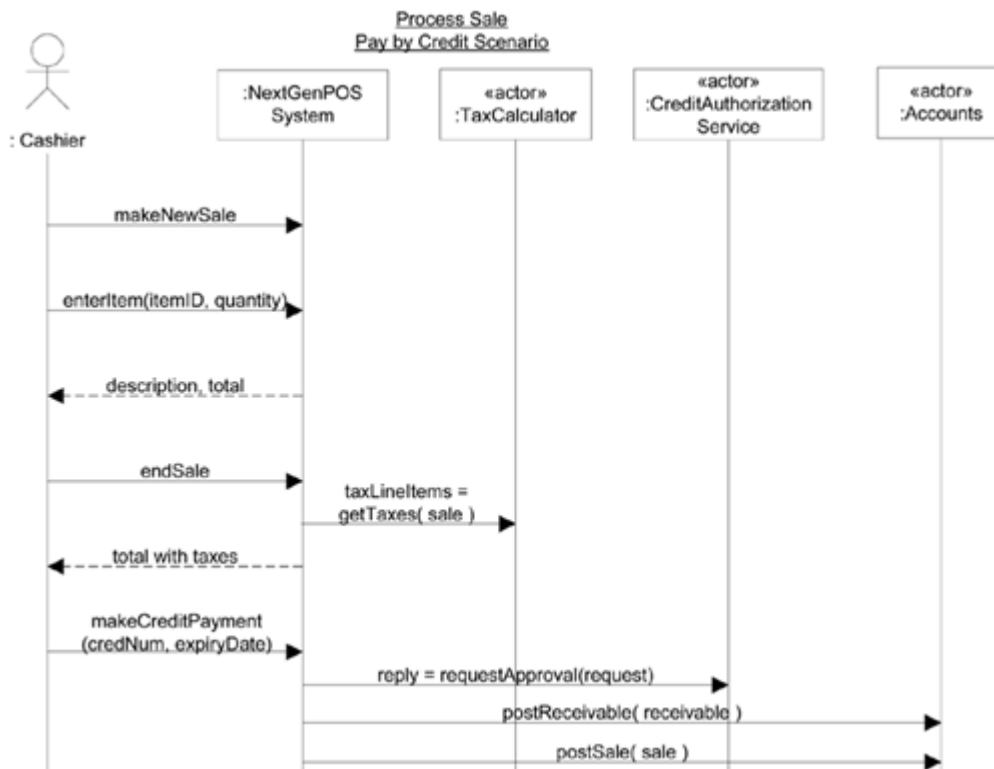 Process Sale
Pay by Credit Scenario
: Cashier
:NextGenPOS
System
«actor»
:TaxCalculator
«actor»
:CreditAuthorization
Service
«actor»
:Accounts
makeNewSale
enterItem(itemID, quantity)
description, total
endSale
taxLineItems =
getTaxes( sale )
total with taxes
makeCreditPayment
(credNum, expiryDate)
reply = requestApproval(request)
postReceivable( receivable )
postSale( sale )